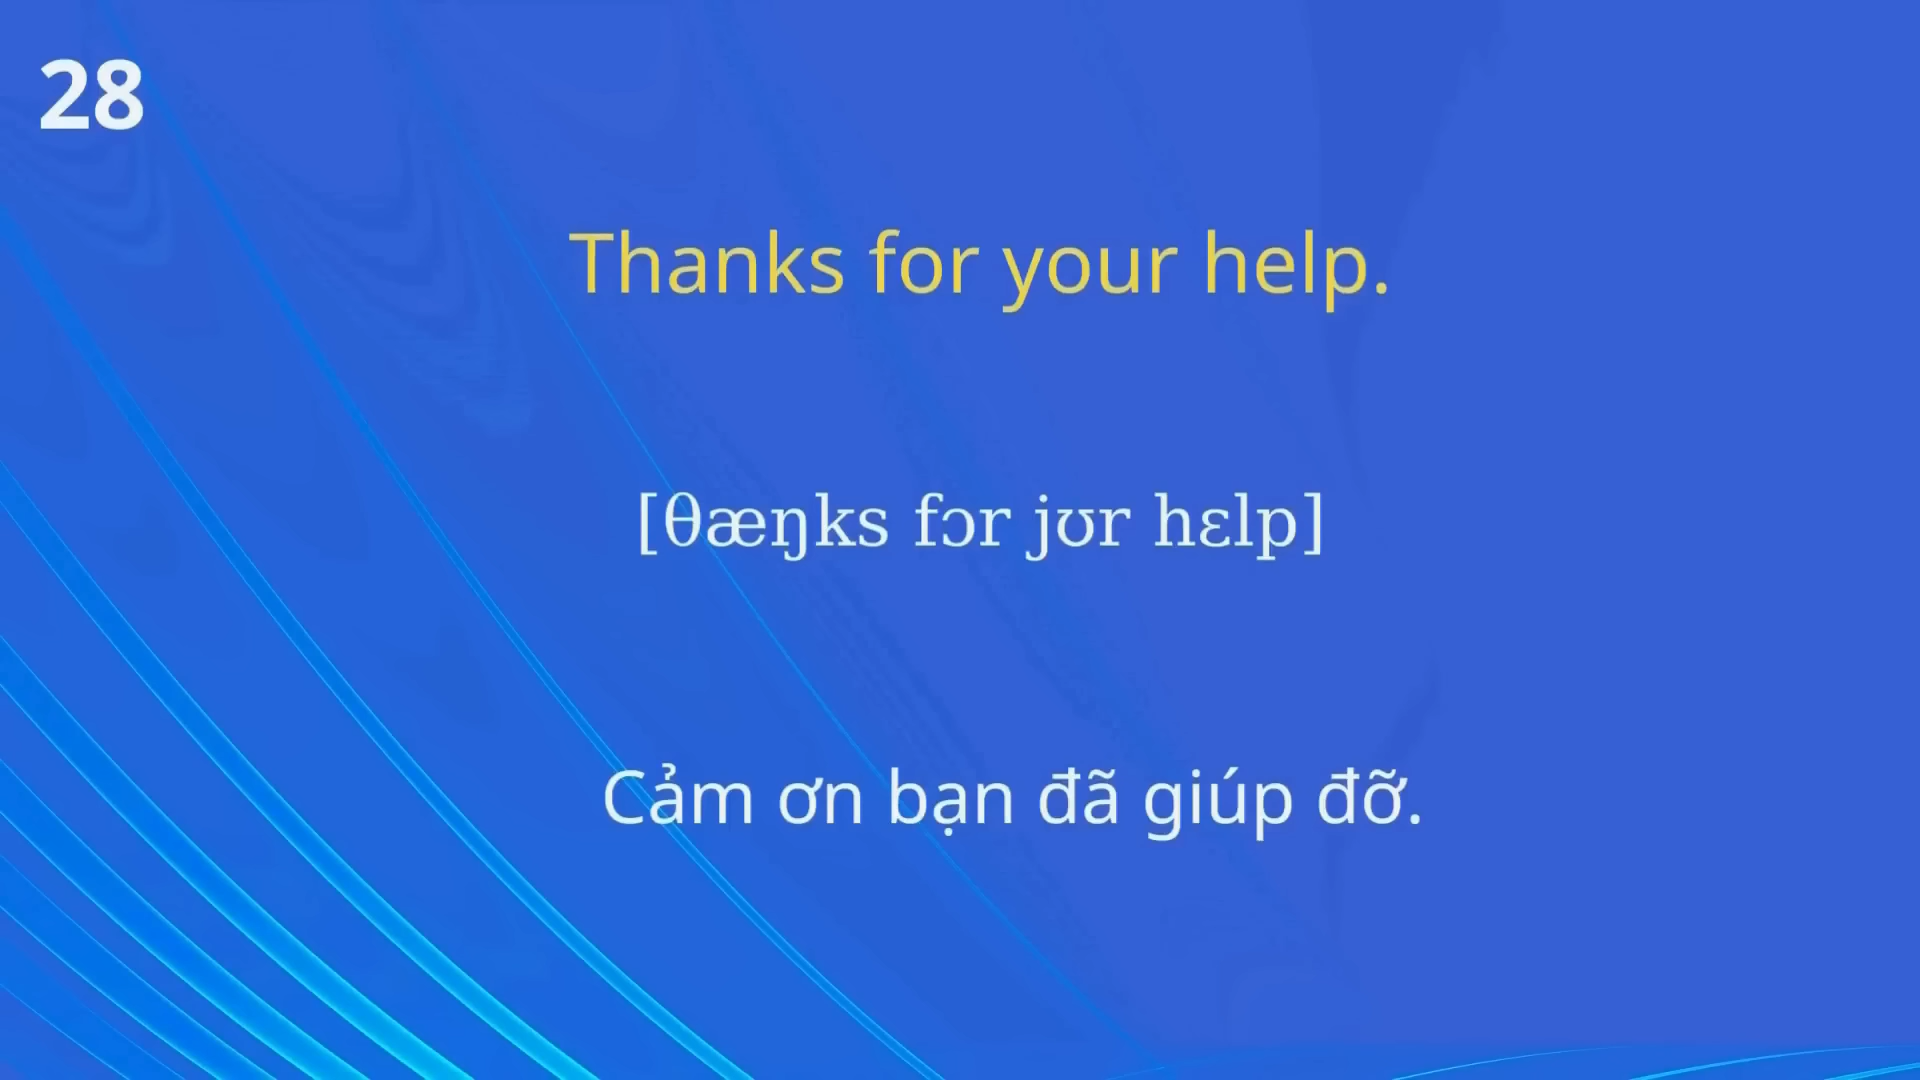 28
Thanks for your help.
[θæŋks fɔr jʊr hɛlp]
Cảm ơn bạn đã giúp đỡ.